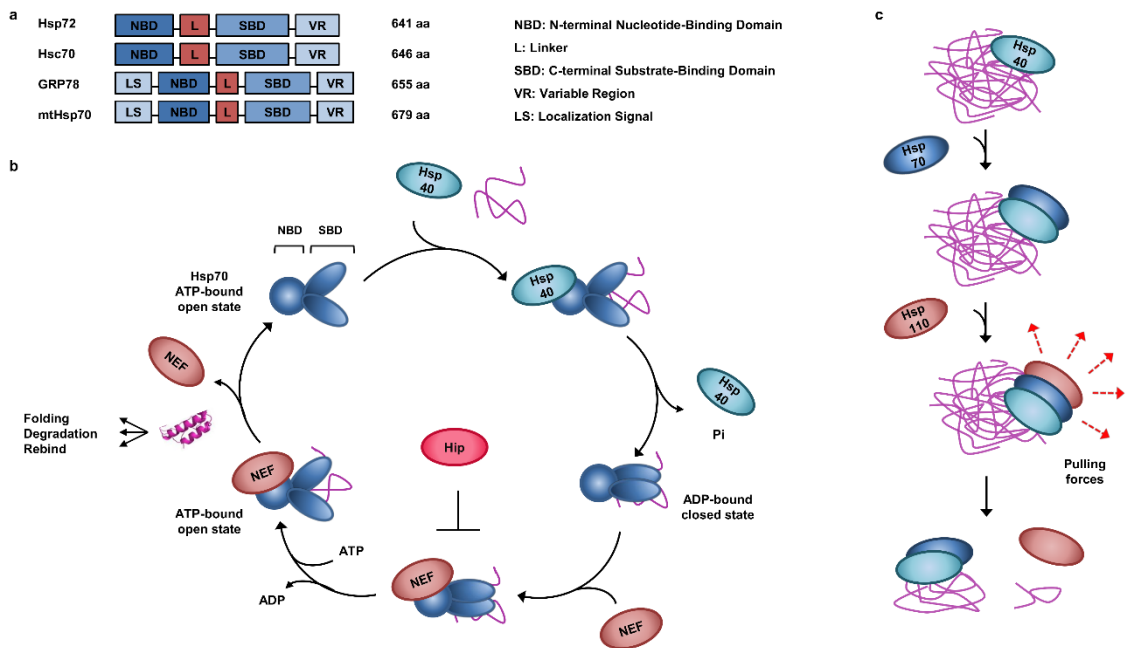 a
Hsp72 NBD L SBD VR 641 aa
Hsc70 NBD L SBD VR 646 aa
GRP78 LS NBD L SBD VR 655 aa
mtHsp70 LS NBD L SBD VR 679 aa
NBD: N-terminal Nucleotide-Binding Domain
L: Linker
SBD: C-terminal Substrate-Binding Domain
VR: Variable Region
LS: Localization Signal
b
Hsp
40
NBD SBD
Hsp70
ATP-bound
open state
Hsp
40
NEF
Hsp
40
Pi
Folding
Degradation
Rebind
Hip
NEF
ATP-bound
open state
ADP-bound
closed state
ATP
ADP
NEF
NEF
c
Hsp
40
Hsp
70
Hsp
110
Pulling
forces